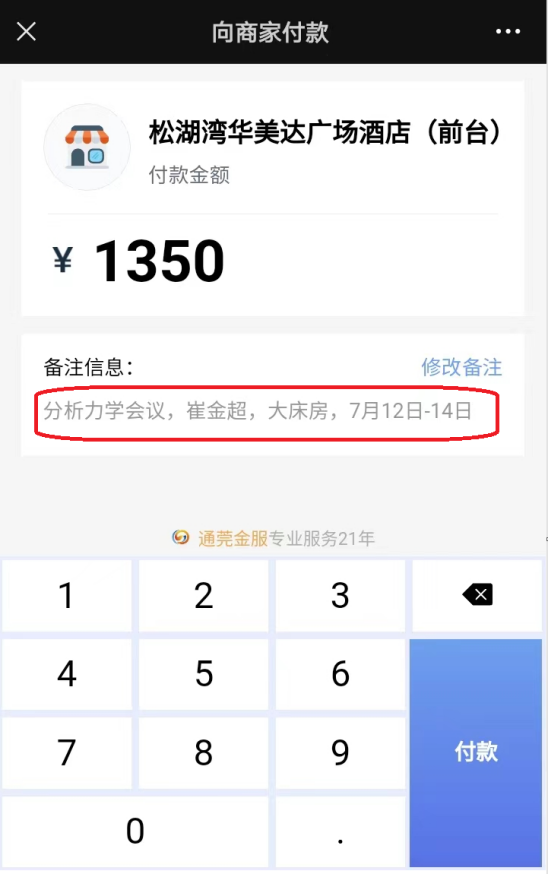 向商家付款
松湖湾华美达广场酒店（前台）
付款金额
¥ 1350
备注信息：
修改备注
分析力学会议，崔金超，大床房，7月12日-14日
通莞金服专业服务21年
1 2 3
4 5 6
付款
7 8 9
0 .